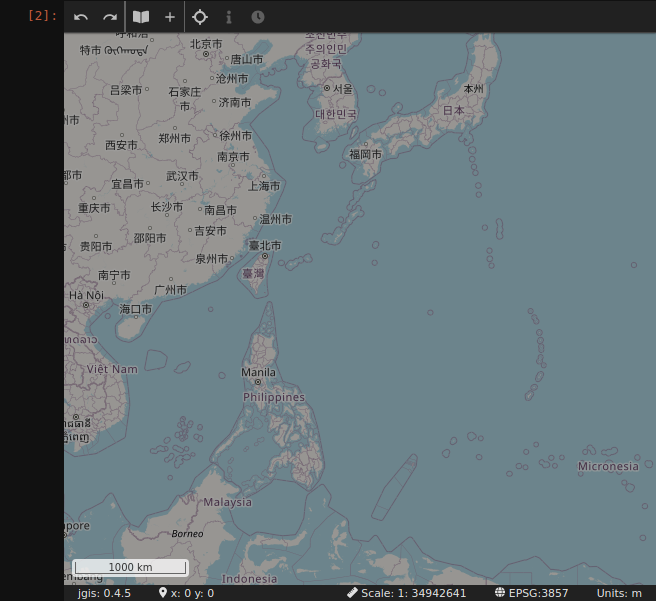 [2]:
特市
北京市
唐山市
조선민주
주의인민
공화국
沧州市
吕梁市
石家庄
市
济南市
서울
本州
日本
대한민국
西安市
郑州市
徐州市
南京市
福岡市
宜昌市
武汉市
上海市
重庆市
长沙市
南昌市
温州市
贵阳市
邵阳市
吉安市
臺北市
泉州市
臺灣
南宁市
广州市
Hà Nội
海口市
Việt Nam
Manila
Philippines
Micronesia
Malaysia
Borneo
Indonesia
1000 km
jgis: 0.4.5 x: 0 y: 0 Scale: 1: 34942641 EPSG:3857 Units: m